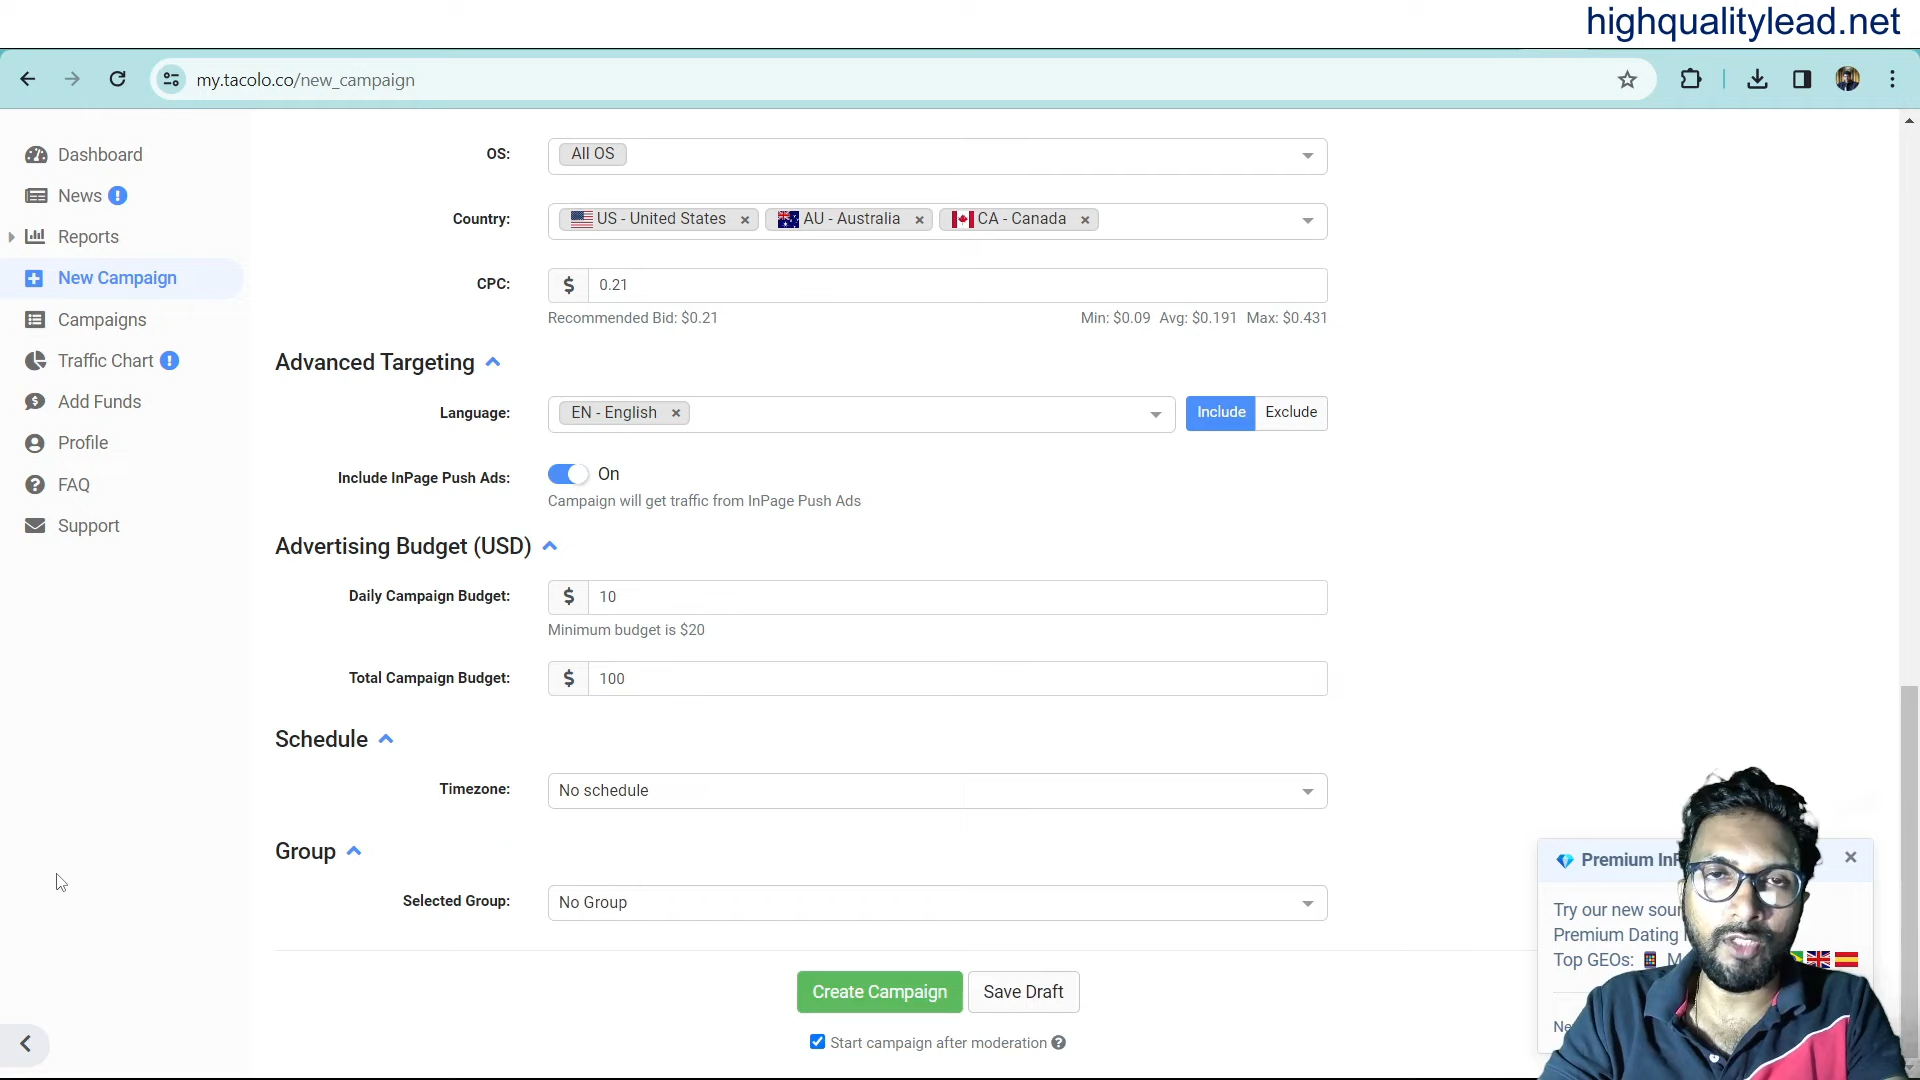 highqualitylead.net
my.tacolo.co/new_campaign
Dashboard
News
Reports
New Campaign
Campaigns
Traffic Chart
Add Funds
Profile
FAQ
Support
OS: All OS
Country: US - United States × AU - Australia × CA - Canada ×
CPC: $ 0.21
Recommended Bid: $0.21 Min: $0.09 Avg: $0.191 Max: $0.431
Advanced Targeting
Language: EN - English × Include Exclude
Include InPage Push Ads: On
Campaign will get traffic from InPage Push Ads
Advertising Budget (USD)
Daily Campaign Budget: $ 10
Minimum budget is $20
Total Campaign Budget: $ 100
Schedule
Timezone: No schedule
Group
Selected Group: No Group
Create Campaign Save Draft
Start campaign after moderation
Premium
Try our new
Premium Dating
Top GEOs: